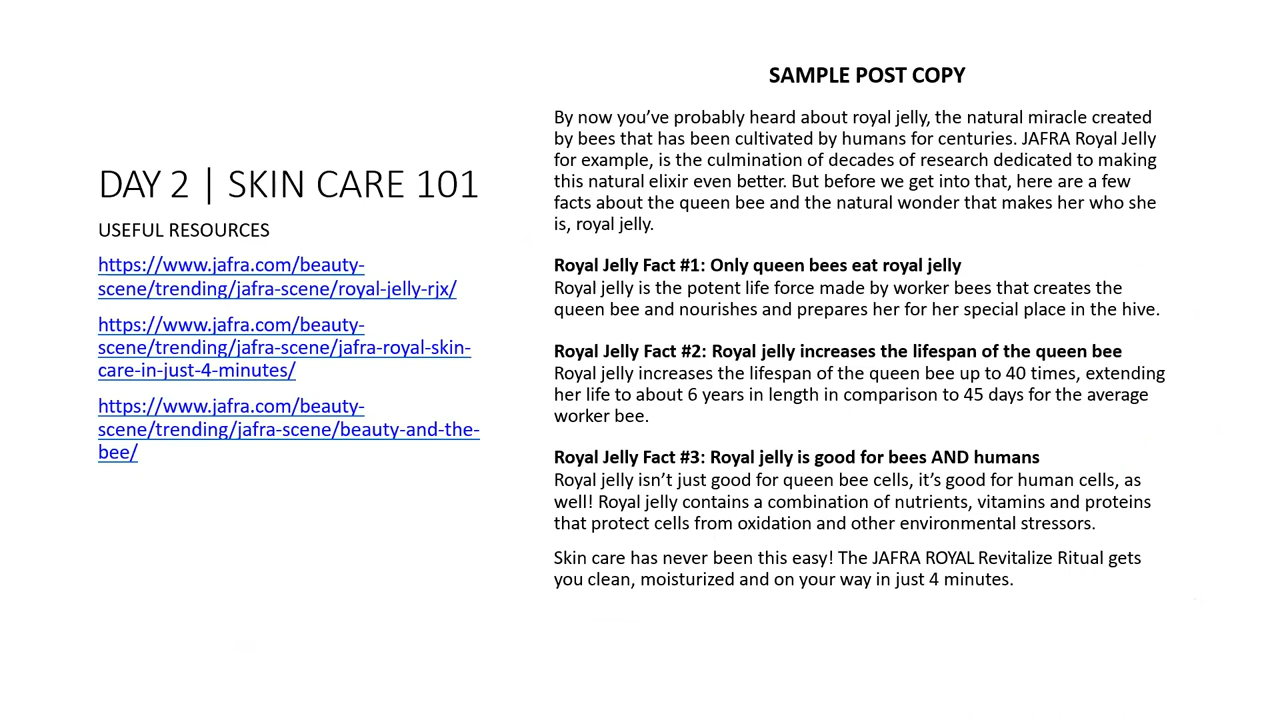 DAY 2 | SKIN CARE 101
USEFUL RESOURCES
https://www.jafra.com/beauty-
scene/trending/jafra-scene/royal-jelly-rjx/
https://www.jafra.com/beauty-
scene/trending/jafra-scene/jafra-royal-skin-
care-in-just-4-minutes/
https://www.jafra.com/beauty-
scene/trending/jafra-scene/beauty-and-the-
bee/
SAMPLE POST COPY
By now you’ve probably heard about royal jelly, the natural miracle created
by bees that has been cultivated by humans for centuries. JAFRA Royal Jelly
for example, is the culmination of decades of research dedicated to making
this natural elixir even better. But before we get into that, here are a few
facts about the queen bee and the natural wonder that makes her who she
is, royal jelly.
Royal Jelly Fact #1: Only queen bees eat royal jelly
Royal jelly is the potent life force made by worker bees that creates the
queen bee and nourishes and prepares her for her special place in the hive.
Royal Jelly Fact #2: Royal jelly increases the lifespan of the queen bee
Royal jelly increases the lifespan of the queen bee up to 40 times, extending
her life to about 6 years in length in comparison to 45 days for the average
worker bee.
Royal Jelly Fact #3: Royal jelly is good for bees AND humans
Royal jelly isn’t just good for queen bee cells, it’s good for human cells, as
well! Royal jelly contains a combination of nutrients, vitamins and proteins
that protect cells from oxidation and other environmental stressors.
Skin care has never been this easy! The JAFRA ROYAL Revitalize Ritual gets
you clean, moisturized and on your way in just 4 minutes.